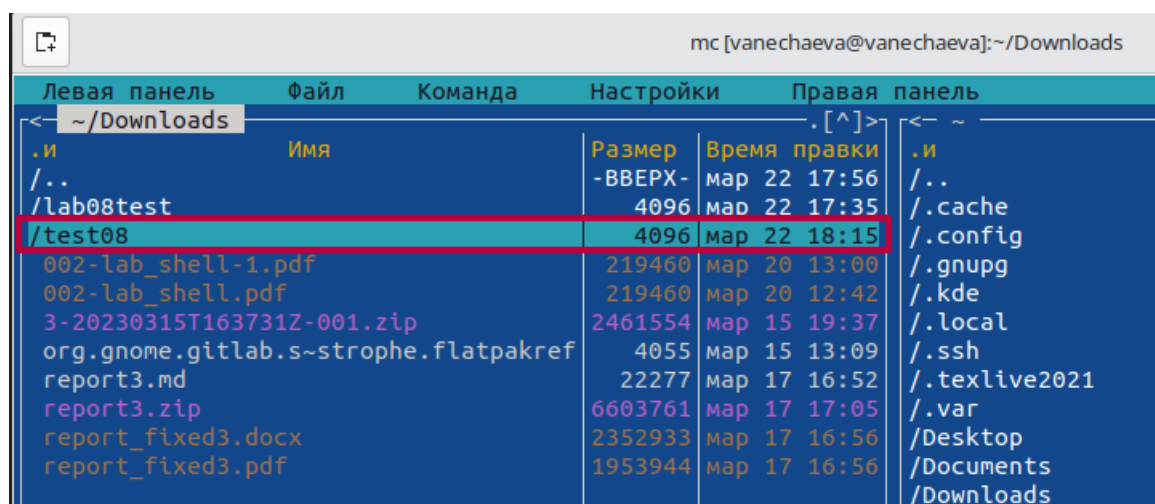 mc [vanechaeva@vanechaeva]:~/Downloads
Левая панель Файл Команда Настройки Правая панель
<- ~/Downloads .[^]> <- ~
.и Имя Размер Время правки .и
/.. -ВВЕРХ- мар 22 17:56 /..
/lab08test 4096 мар 22 17:35 /.cache
/test08 4096 мар 22 18:15 /.config
002-lab_shell-1.pdf 219460 мар 20 13:00 /.gnupg
002-lab_shell.pdf 219460 мар 20 12:42 /.kde
3-20230315T163731Z-001.zip 2461554 мар 15 19:37 /.local
org.gnome.gitlab.s~strophe.flatpakref 4055 мар 15 13:09 /.ssh
report3.md 22277 мар 17 16:52 /.texlive2021
report3.zip 6603761 мар 17 17:05 /.var
report_fixed3.docx 2352933 мар 17 16:56 /Desktop
report_fixed3.pdf 1953944 мар 17 16:56 /Documents
/Downloads